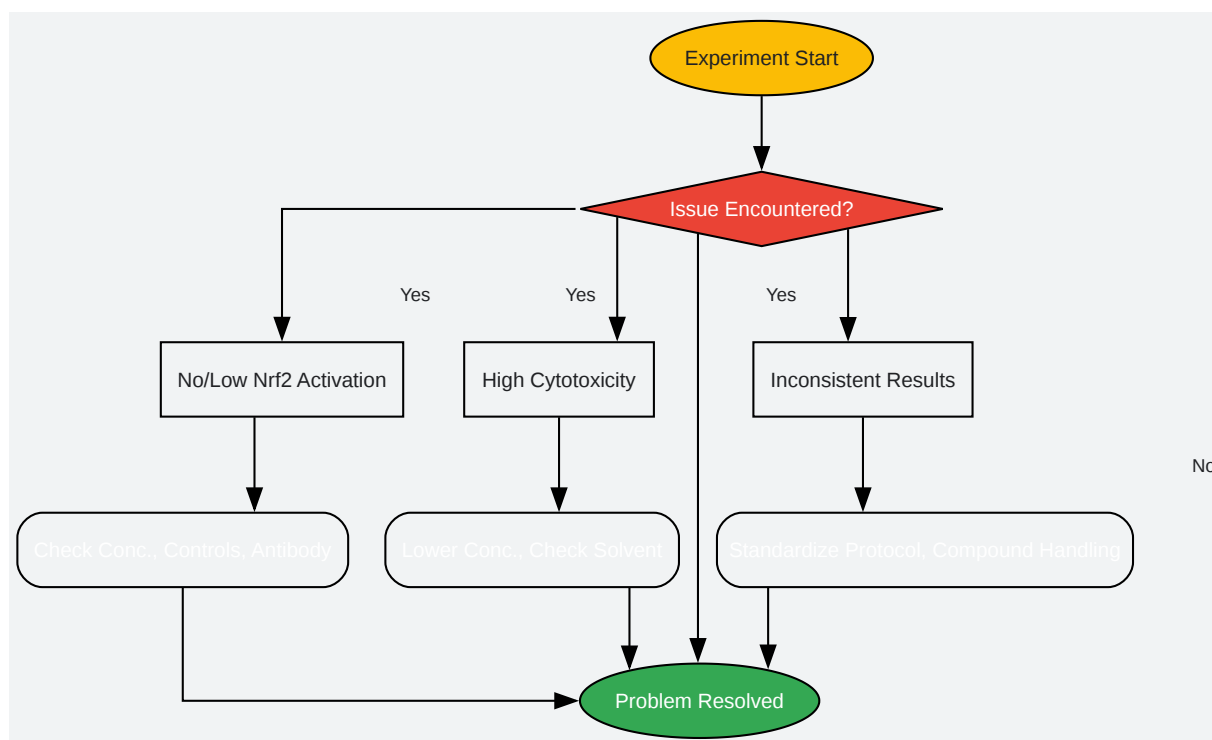 Experiment Start
Issue Encountered?
Yes
Yes
Yes
No/Low Nrf2 Activation
High Cytotoxicity
Inconsistent Results
No
Check Conc., Controls, Antibody
Lower Conc., Check Solvent
Standardize Protocol, Compound Handling
Problem Resolved